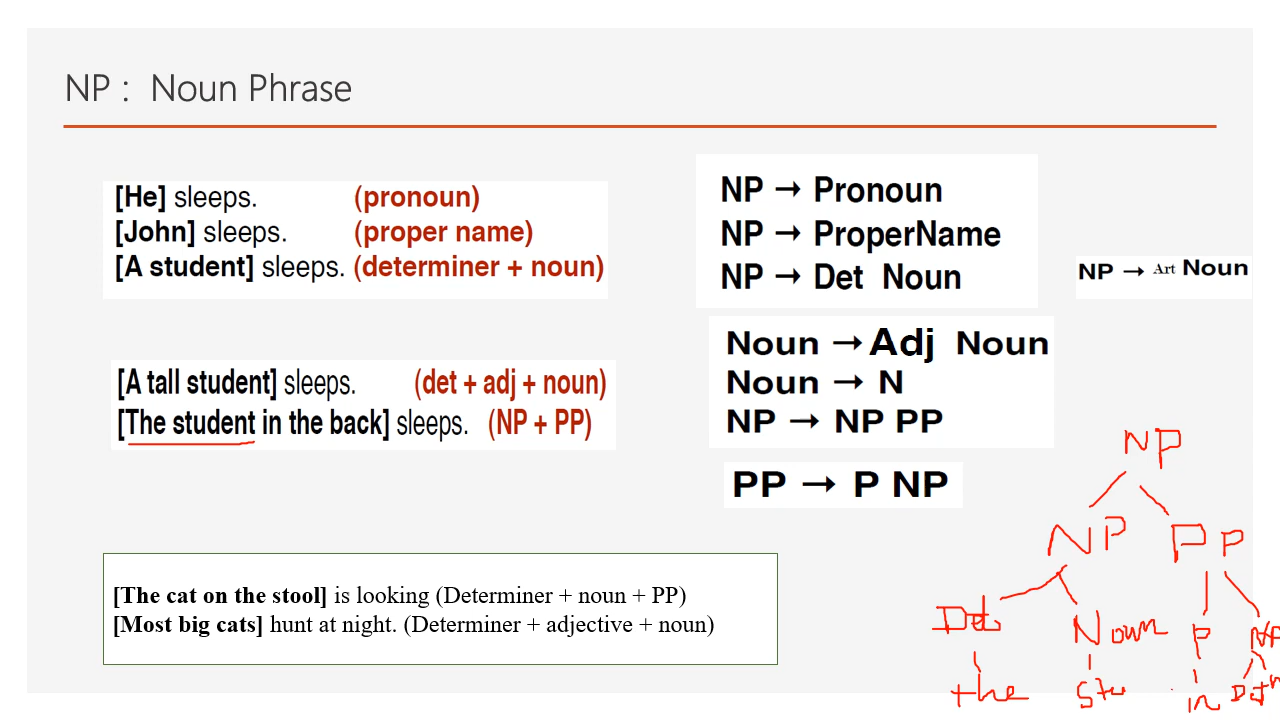 NP : Noun Phrase
[He] sleeps. (pronoun)
[John] sleeps. (proper name)
[A student] sleeps. (determiner + noun)
NP → Pronoun
NP → ProperName
NP → Det Noun
NP → Art Noun
[A tall student] sleeps. (det + adj + noun)
[The student in the back] sleeps. (NP + PP)
Noun → Adj Noun
Noun → N
NP → NP PP
PP → P NP
[The cat on the stool] is looking (Determiner + noun + PP)
[Most big cats] hunt at night. (Determiner + adjective + noun)
NP
NP PP
Det Noun P NP
the Stu in Det N